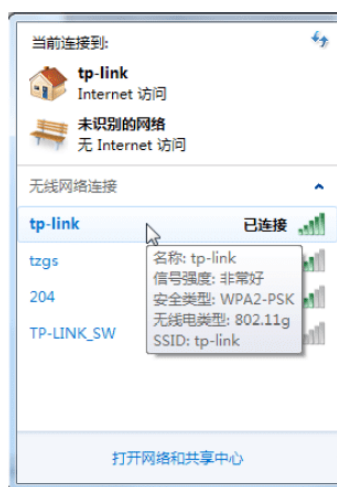 当前连接到:
tp-link
Internet 访问
未识别的网络
无 Internet 访问
无线网络连接
tp-link 已连接
名称: tp-link
tzgs
信号强度: 非常好
204
安全类型: WPA2-PSK
无线电类型: 802.11g
TP-LINK_SW
SSID: tp-link
打开网络和共享中心